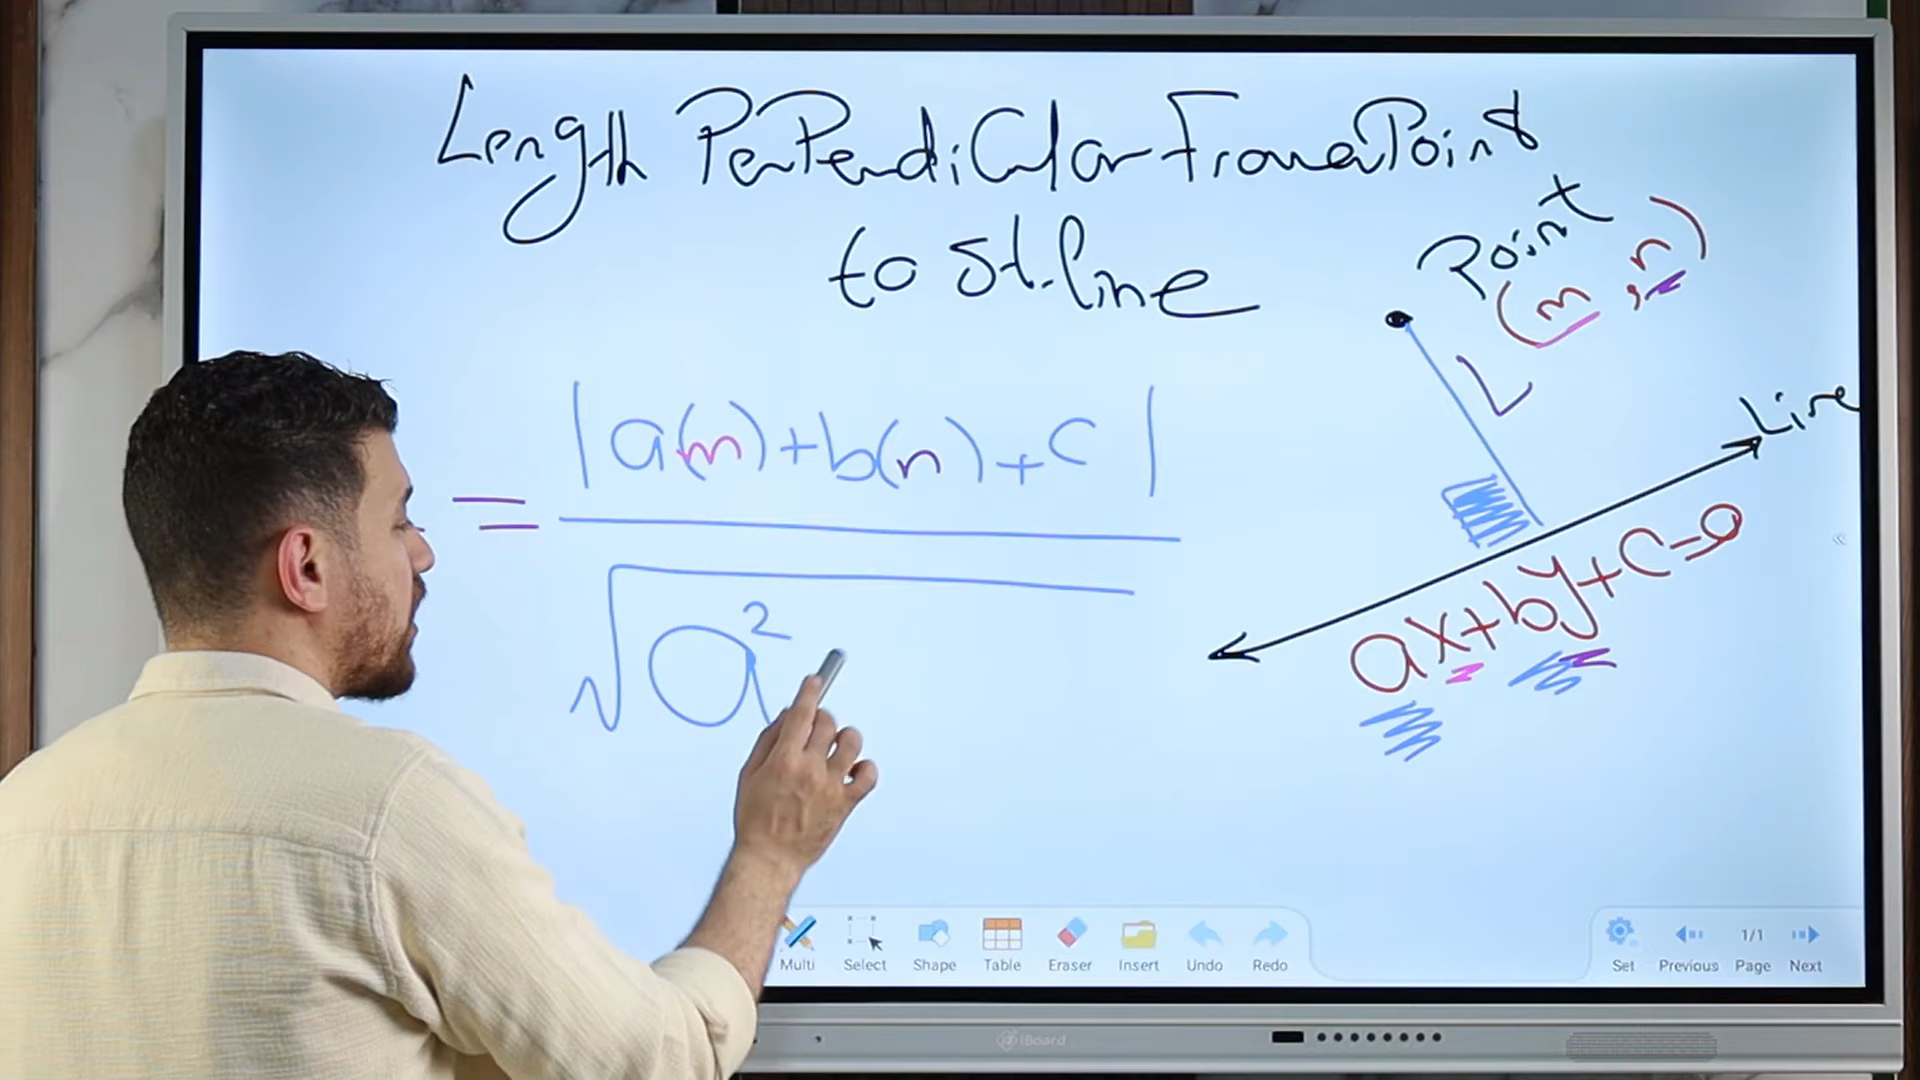 Length PerPendiCular From a Point
to st.line
Point
(m , n)
L
Line
= |a(m)+b(n)+c|
√a²
ax+by+c=0
Multi Select Shape Table Eraser Insert Undo Redo
Set Previous 1/1 Page Next
iBoard